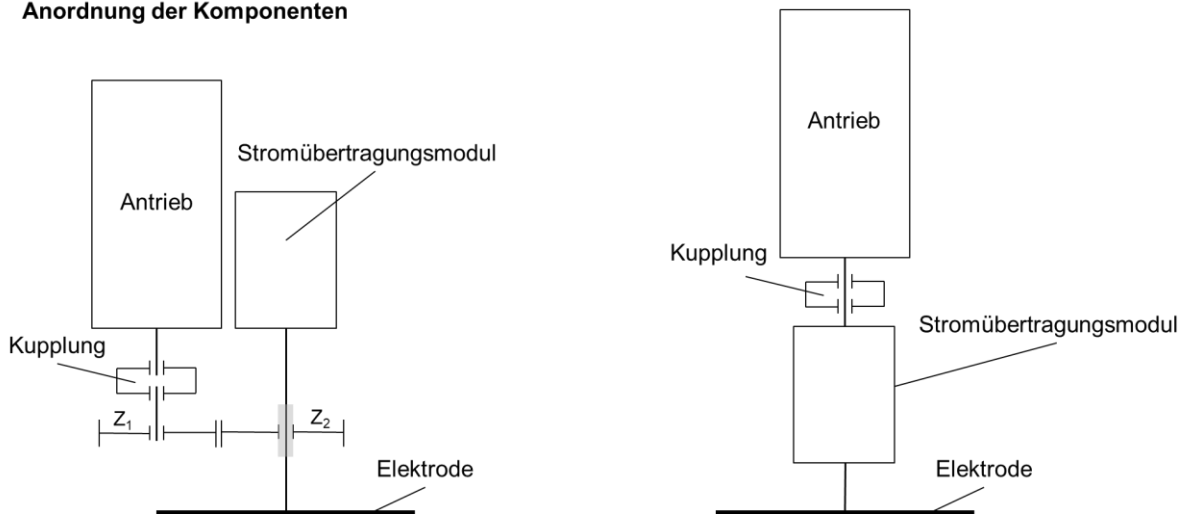 Anordnung der Komponenten
Stromübertragungsmodul
Antrieb
Kupplung
Z₁
Z₂
Elektrode
Antrieb
Kupplung
Stromübertragungsmodul
Elektrode